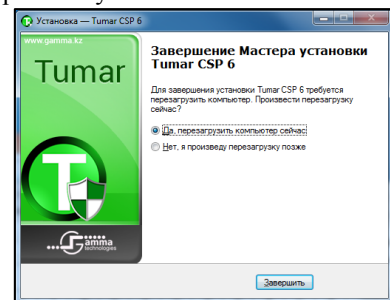 Установка — Tumar CSP 6
www.gamma.kz
Tumar
Завершение Мастера установки
Tumar CSP 6
Для завершения установки Tumar CSP 6 требуется
перезагрузить компьютер. Произвести перезагрузку
сейчас?
Да, перезагрузить компьютер сейчас
Нет, я произведу перезагрузку позже
T
...Gamma
technologies
Завершить